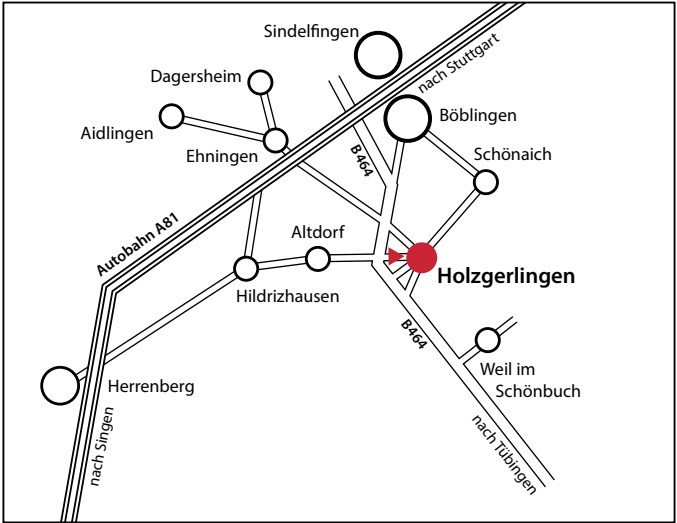 Sindelfingen
nach Stuttgart
Dagersheim
Böblingen
Aidlingen
Ehningen
B464
Schönaich
Autobahn A81
Altdorf
Holzgerlingen
Hildrizhausen
B464
Weil im
Schönbuch
Herrenberg
nach Singen
nach Tübingen